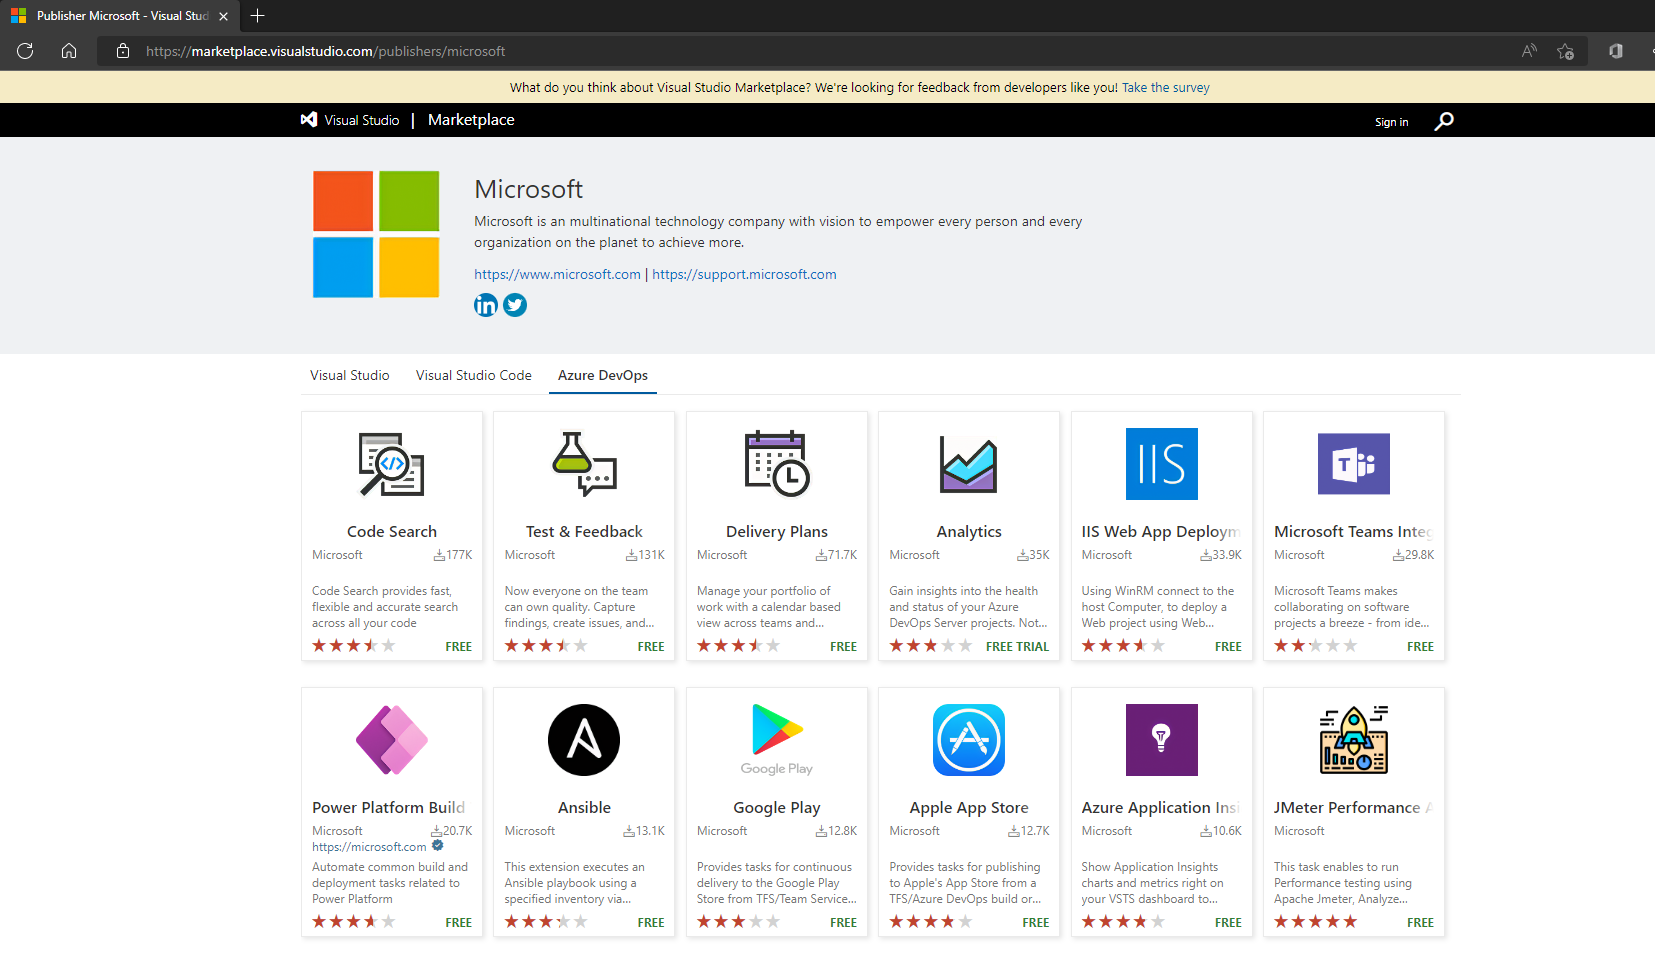 Publisher Microsoft - Visual Stud
https://marketplace.visualstudio.com/publishers/microsoft
What do you think about Visual Studio Marketplace? We're looking for feedback from developers like you! Take the survey
Visual Studio | Marketplace
Sign in
Microsoft
Microsoft is an multinational technology company with vision to empower every person and every
organization on the planet to achieve more.
https://www.microsoft.com | https://support.microsoft.com
in
Visual Studio Visual Studio Code Azure DevOps
Code Search
Microsoft 177K
Code Search provides fast,
flexible and accurate search
across all your code
FREE
Test & Feedback
Microsoft 131K
Now everyone on the team
can own quality. Capture
findings, create issues, and...
FREE
Delivery Plans
Microsoft 71.7K
Manage your portfolio of
work with a calendar based
view across teams and...
FREE
Analytics
Microsoft 35K
Gain insights into the health
and status of your Azure
DevOps Server projects. Not...
FREE TRIAL
IIS
IIS Web App Deploym
Microsoft 33.9K
Using WinRM connect to the
host Computer, to deploy a
Web project using Web...
FREE
T
Microsoft Teams Integ
Microsoft 29.8K
Microsoft Teams makes
collaborating on software
projects a breeze - from ide...
FREE
Power Platform Build
Microsoft 20.7K
https://microsoft.com
Automate common build and
deployment tasks related to
Power Platform
FREE
A
Ansible
Microsoft 13.1K
This extension executes an
Ansible playbook using a
specified inventory via...
FREE
Google Play
Google Play
Microsoft 12.8K
Provides tasks for continuous
delivery to the Google Play
Store from TFS/Team Service...
FREE
Apple App Store
Microsoft 12.7K
Provides tasks for publishing
to Apple's App Store from a
TFS/Azure DevOps build or...
FREE
Azure Application Insi
Microsoft 10.6K
Show Application Insights
charts and metrics right on
your VSTS dashboard to...
FREE
JMeter Performance A
Microsoft
This task enables to run
Performance testing using
Apache Jmeter, Analyze...
FREE